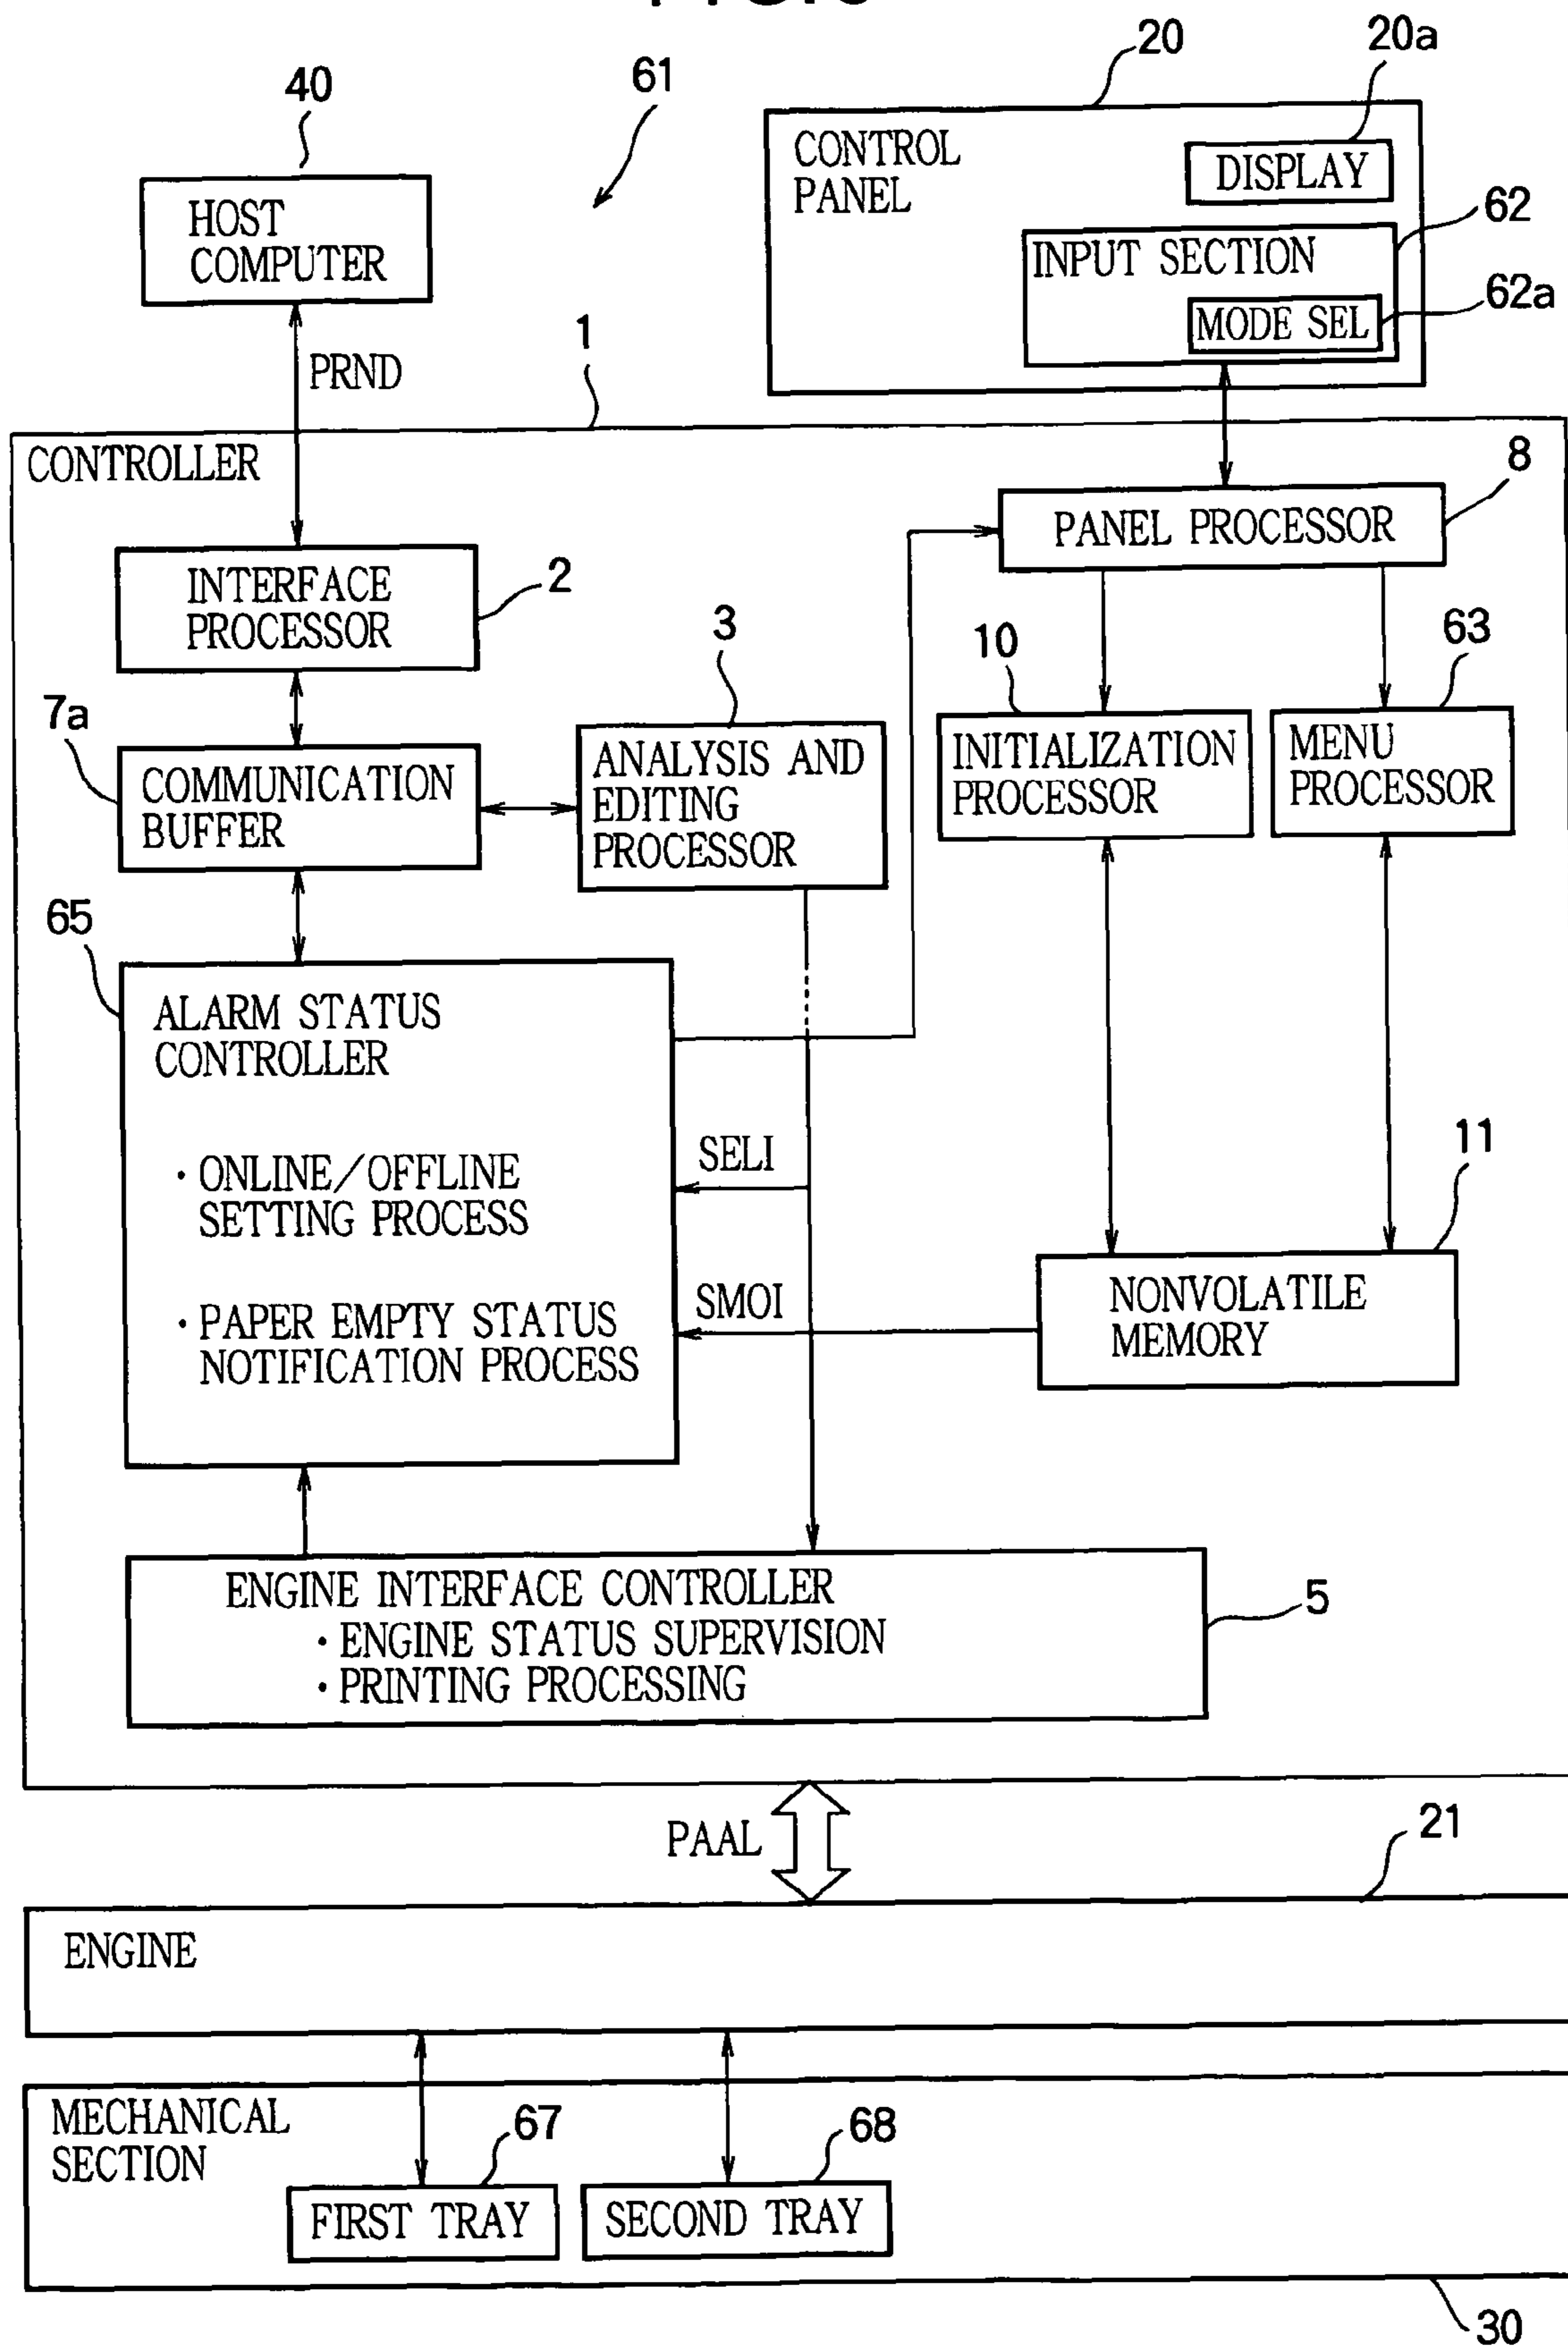 20
20a
61
40
CONTROL
PANEL
DISPLAY
HOST
COMPUTER
62
INPUT SECTION
62a
MODE SEL
1
PRND
CONTROLLER
8
PANEL PROCESSOR
INTERFACE
PROCESSOR
2
3
10
63
7a
ANALYSIS AND
EDITING
PROCESSOR
INITIALIZATION
PROCESSOR
MENU
PROCESSOR
COMMUNICATION
BUFFER
65
ALARM STATUS
CONTROLLER
SELI
11
· ONLINE/OFFLINE
SETTING PROCESS
SMOI
NONVOLATILE
MEMORY
· PAPER EMPTY STATUS
NOTIFICATION PROCESS
ENGINE INTERFACE CONTROLLER
· ENGINE STATUS SUPERVISION
· PRINTING PROCESSING
5
PAAL
21
ENGINE
MECHANICAL
SECTION
67
68
FIRST TRAY
SECOND TRAY
30